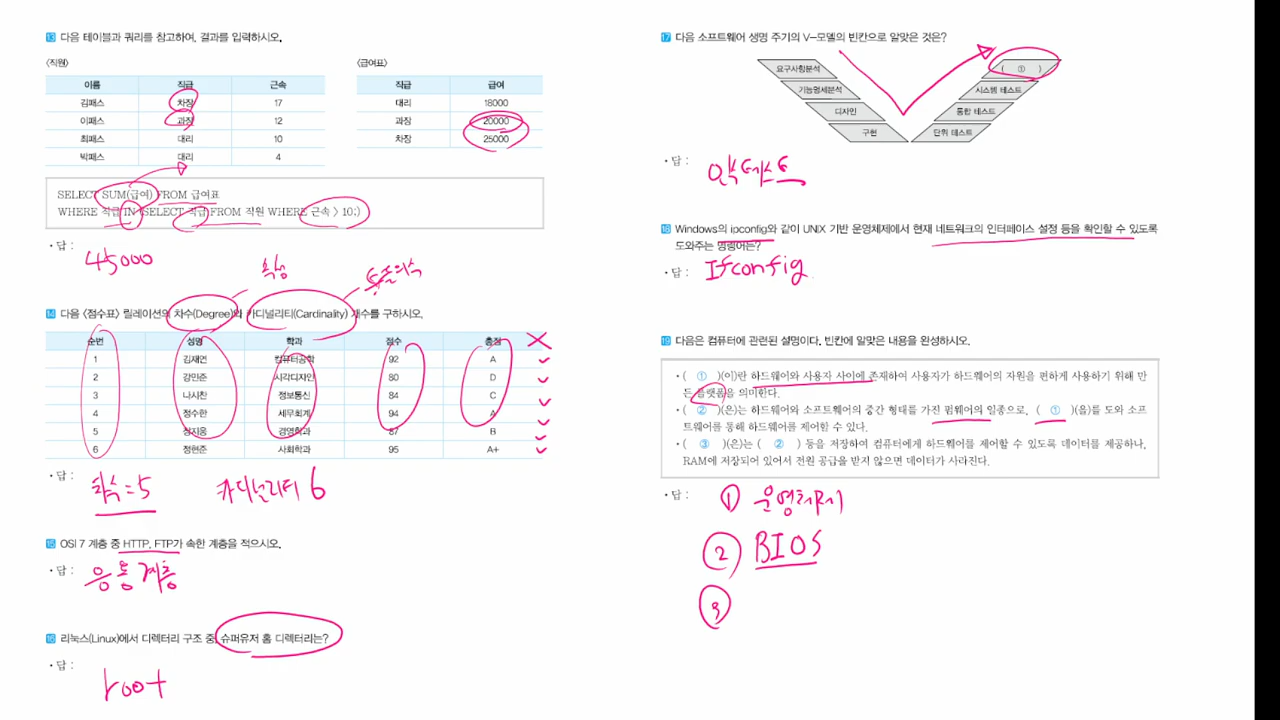 13 다음 테이블과 쿼리를 참고하여, 결과를 입력하시오.
〈직원〉
이름 직급 근속
김패스 차장 17
이패스 과장 12
최패스 대리 10
박패스 대리 4
〈급여표〉
직급 급여
대리 18000
과장 20000
차장 25000
SELECT SUM(급여) FROM 급여표
WHERE 직급 IN (SELECT 직급 FROM 직원 WHERE 근속 > 10;)
• 답 :
45000
속성
튜플의 수
14 다음 〈점수표〉 릴레이션의 차수(Degree)와 카디널리티(Cardinality) 개수를 구하시오.
순번 성명 학과 점수 총점
1 김재연 컴퓨터공학 92 A
2 강민준 시각디자인 80 D
3 나시찬 정보통신 84 C
4 정수한 세무회계 94 A
5 정지웅 경영학과 87 B
6 정현준 사회학과 95 A+
• 답 :
차수=5 카디널리티 6
15 OSI 7 계층 중 HTTP, FTP가 속한 계층을 적으시오.
• 답 :
응용계층
16 리눅스(Linux)에서 디렉터리 구조 중, 슈퍼유저 홈 디렉터리는?
• 답 :
root
17 다음 소프트웨어 생명 주기의 V-모델의 빈칸으로 알맞은 것은?
요구사항분석 ( ① )
기능명세분석 시스템 테스트
디자인 통합 테스트
구현 단위 테스트
• 답 :
18 Windows의 ipconfig와 같이 UNIX 기반 운영체제에서 현재 네트워크의 인터페이스 설정 등을 확인할 수 있도록
도와주는 명령어는?
• 답 :
Ifconfig
19 다음은 컴퓨터에 관련된 설명이다. 빈칸에 알맞은 내용을 완성하시오.
• ( ① )(이)란 하드웨어와 사용자 사이에 존재하여 사용자가 하드웨어의 자원을 편하게 사용하기 위해 만
든 플랫폼을 의미한다.
• ( ② )(은)는 하드웨어와 소프트웨어의 중간 형태를 가진 펌웨어의 일종으로, ( ① )(을)를 도와 소프
트웨어를 통해 하드웨어를 제어할 수 있다.
• ( ③ )(은)는 ( ② ) 등을 저장하여 컴퓨터에게 하드웨어를 제어할 수 있도록 데이터를 제공하나,
RAM에 저장되어 있어서 전원 공급을 받지 않으면 데이터가 사라진다.
• 답 :
① 운영체제
② BIOS
③